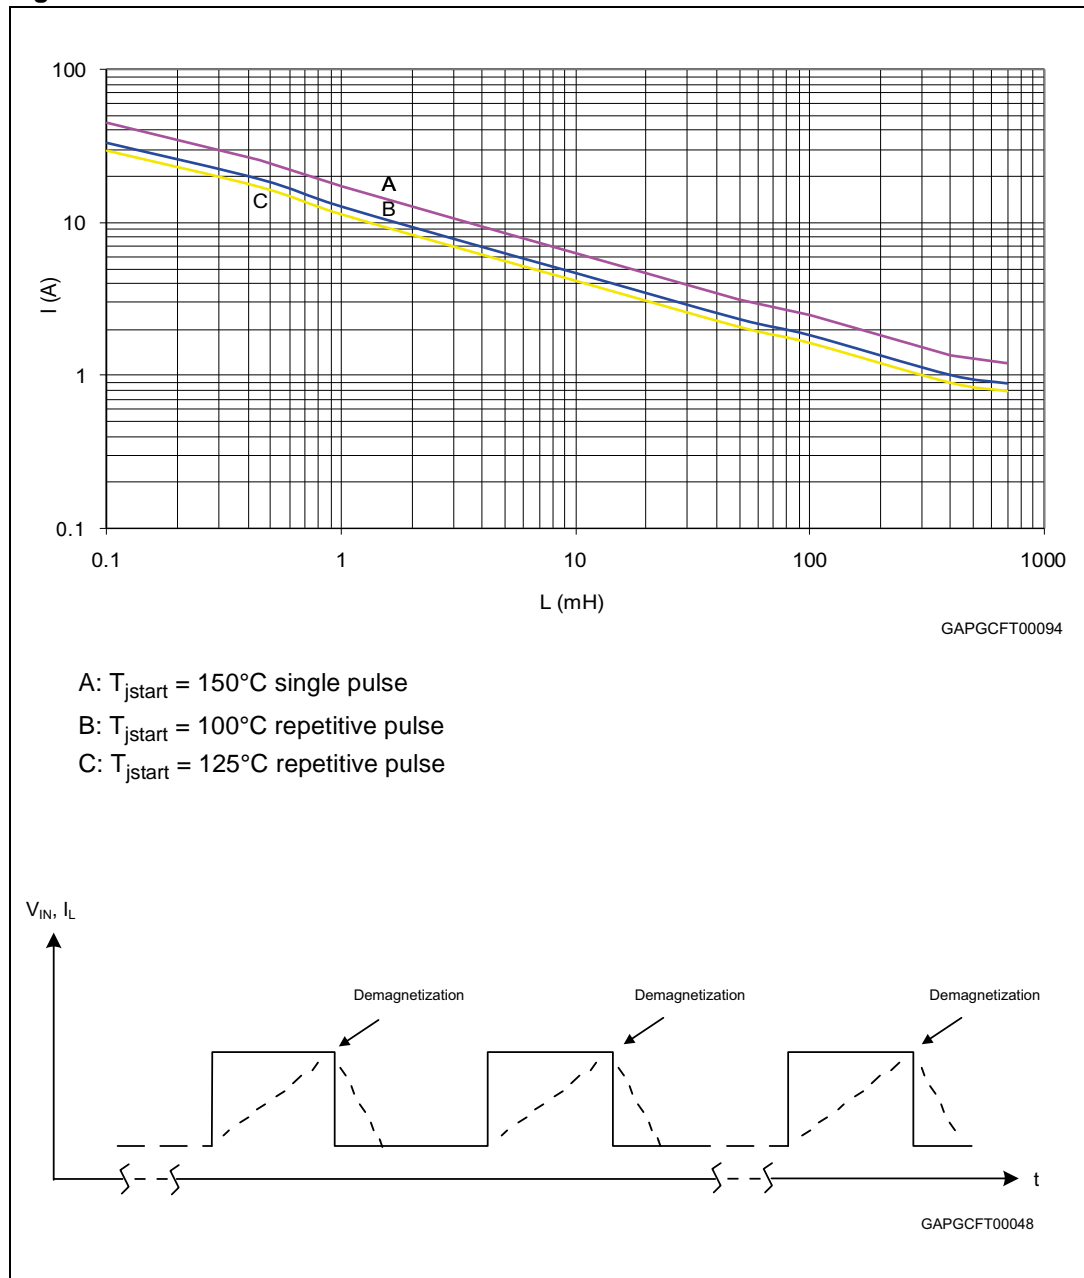 100
10
1
0.1
I (A)
A
B
C
0.1 1 10 100 1000
L (mH)
GAPGCFT00094
A: Tjstart = 150°C single pulse
B: Tjstart = 100°C repetitive pulse
C: Tjstart = 125°C repetitive pulse
VIN, IL
Demagnetization Demagnetization Demagnetization
t
GAPGCFT00048